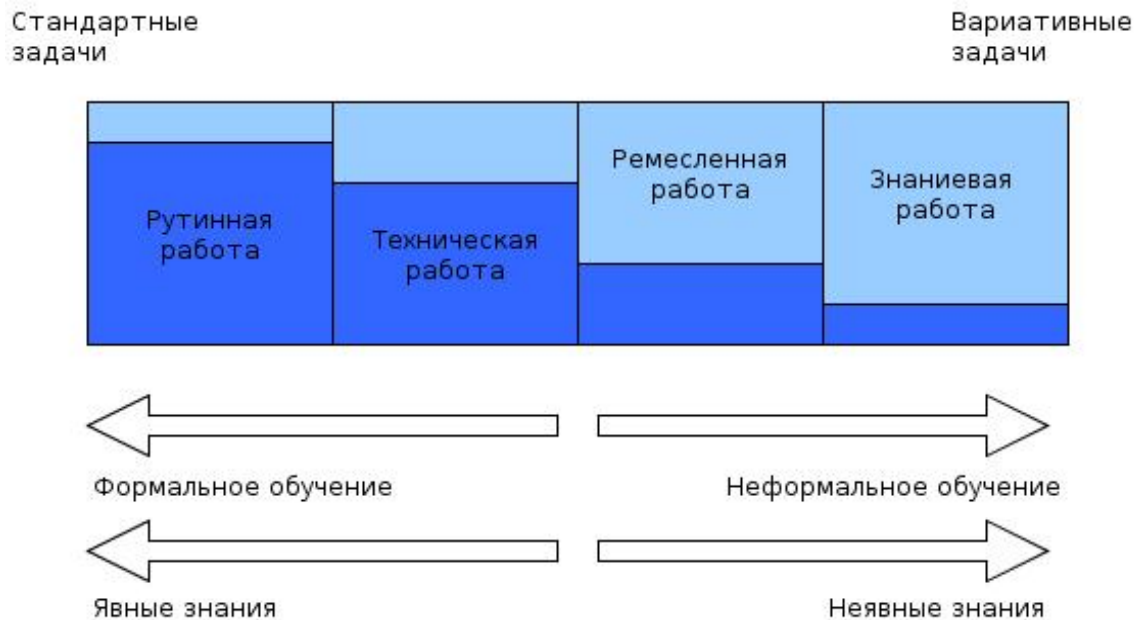 Стандартные
задачи
Вариативные
задачи
Рутинная
работа
Техническая
работа
Ремесленная
работа
Знаниевая
работа
Формальное обучение
Неформальное обучение
Явные знания
Неявные знания